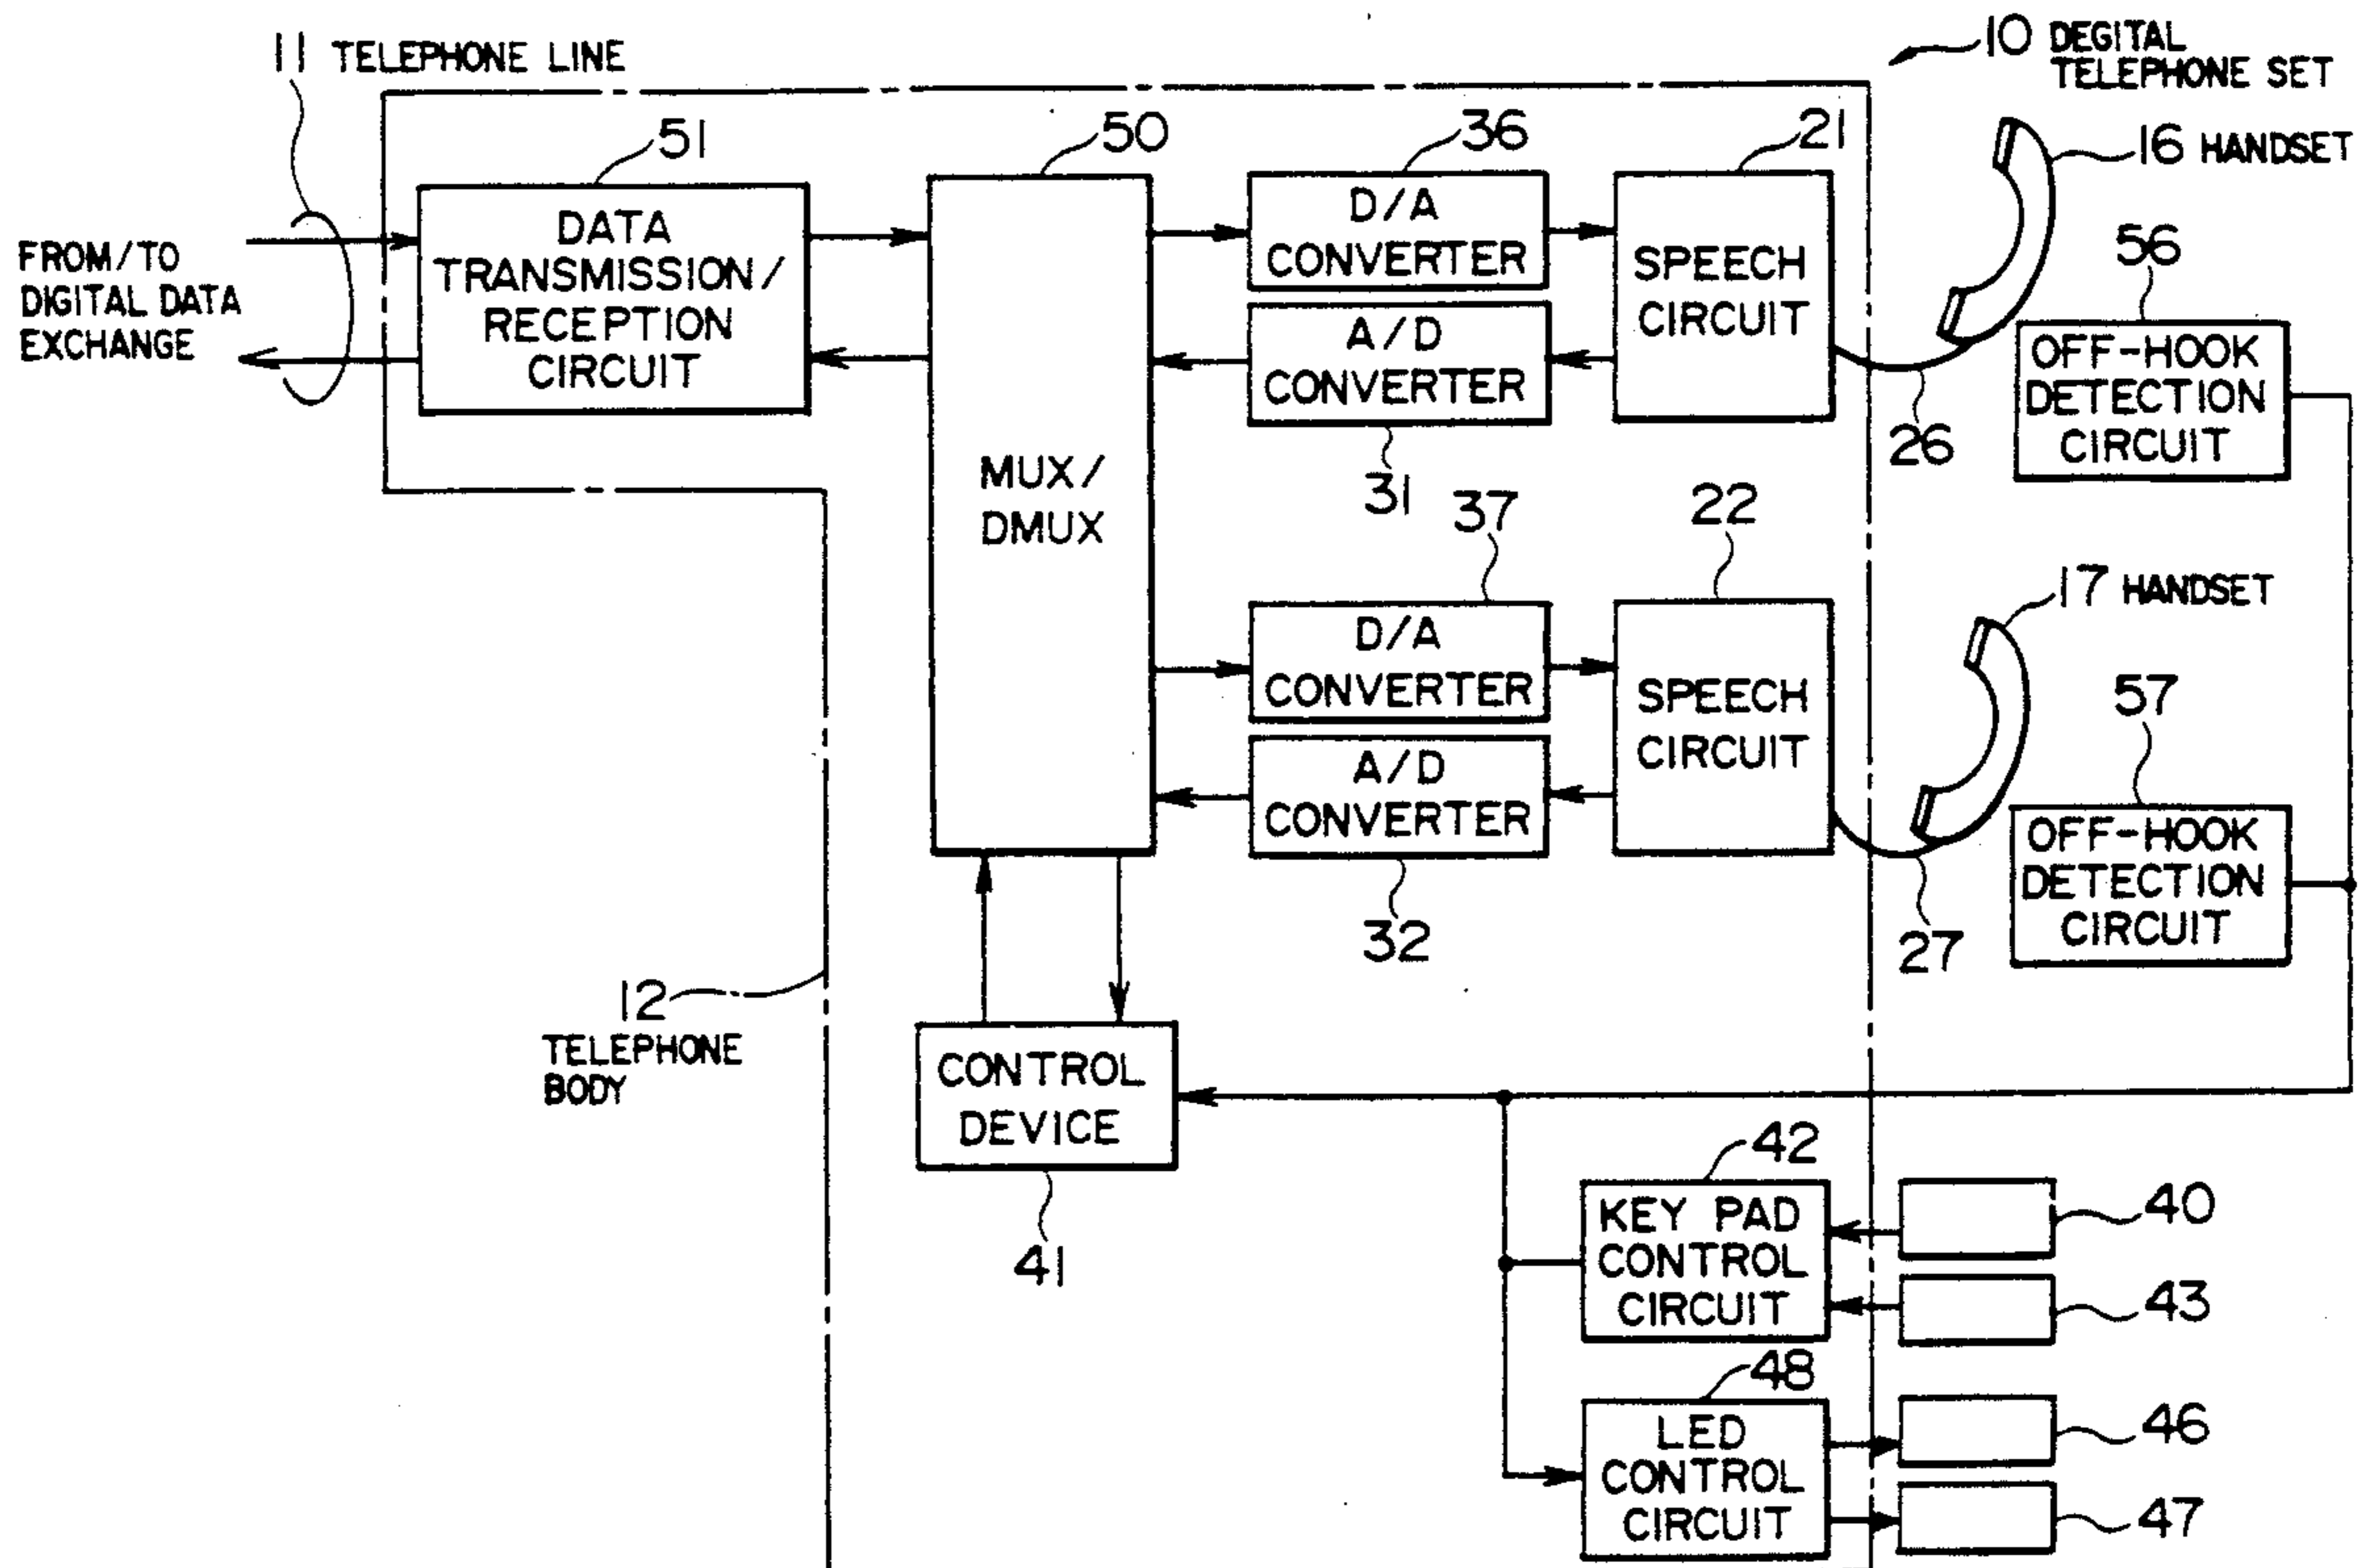 11 TELEPHONE LINE
10 DEGITAL
TELEPHONE SET
51
50
36
21
16 HANDSET
FROM/TO
DIGITAL DATA
EXCHANGE
DATA
TRANSMISSION/
RECEPTION
CIRCUIT
MUX/
DMUX
D/A
CONVERTER
A/D
CONVERTER
SPEECH
CIRCUIT
26
31
56
OFF-HOOK
DETECTION
CIRCUIT
37
22
17 HANDSET
D/A
CONVERTER
A/D
CONVERTER
32
SPEECH
CIRCUIT
27
57
OFF-HOOK
DETECTION
CIRCUIT
12
TELEPHONE
BODY
CONTROL
DEVICE
41
42
KEY PAD
CONTROL
CIRCUIT
40
43
48
LED
CONTROL
CIRCUIT
46
47